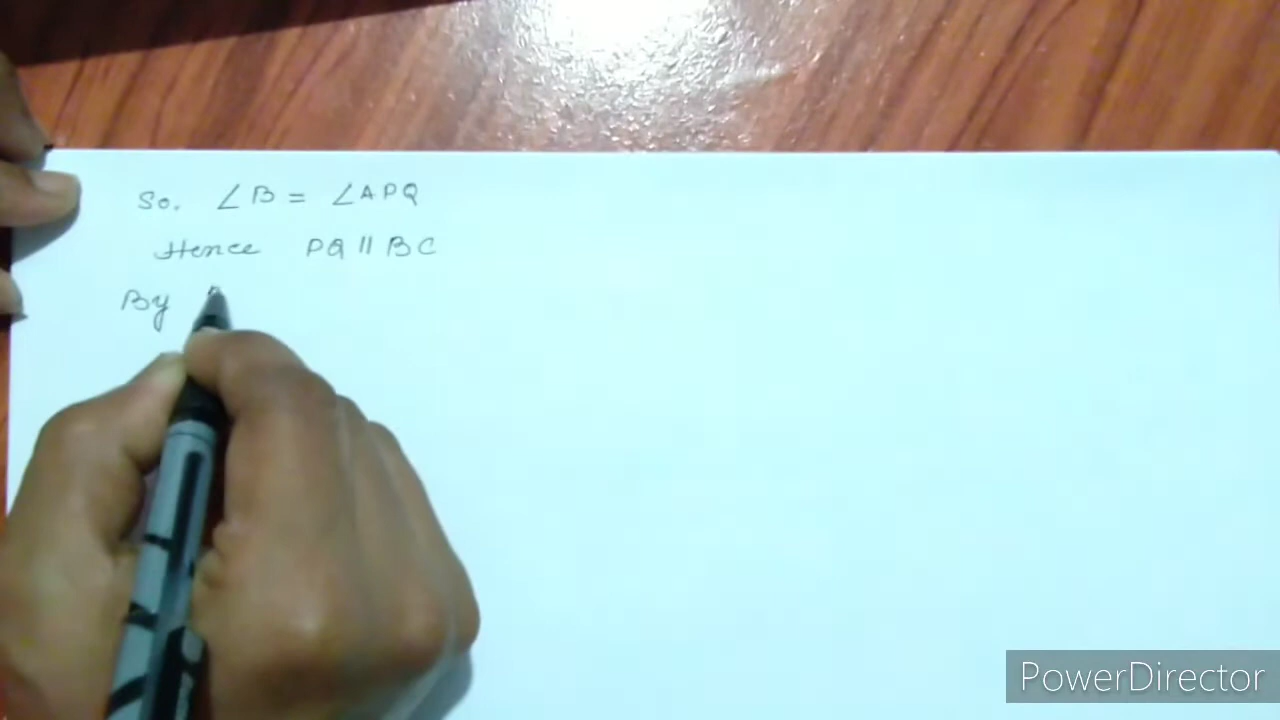 So. ∠B = ∠APQ
Hence PQ || BC
By
PowerDirector